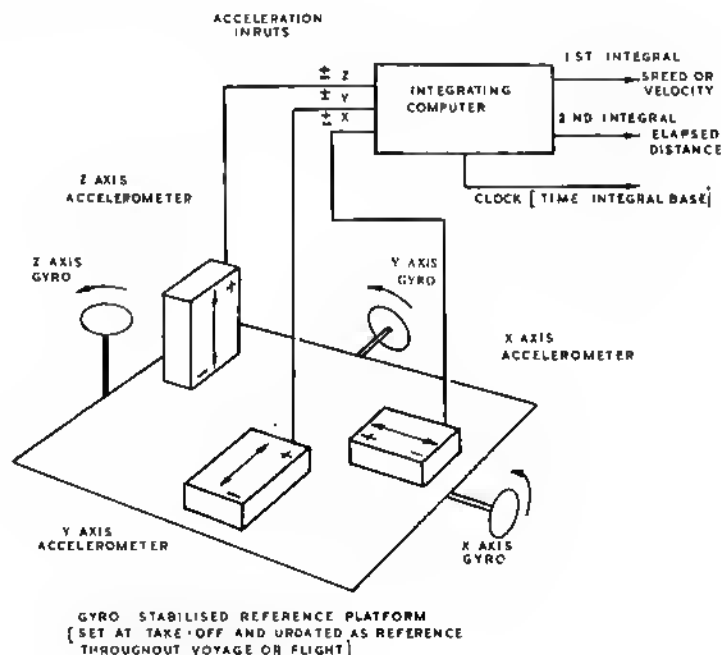 ACCELERATION
INRUTS
1 ST INTEGRAL
SPEED OR
VELOCITY
± Z
± Y
± X
INTEGRATING
COMPUTER
2 ND INTEGRAL
ELAPSED
DISTANCE
CLOCK [TIME INTEGRAL BASE]
Z AXIS
ACCELEROMETER
Z AXIS
GYRO
Y AXIS
GYRO
X AXIS
ACCELEROMETER
+
-
+
-
+
-
Y AXIS
ACCELEROMETER
X AXIS
GYRO
GYRO STABILISED REFERENCE PLATFORM
[SET AT TAKE-OFF AND URDATED AS REFERENCE
THROUGHOUT VOYAGE OR FLIGHT]